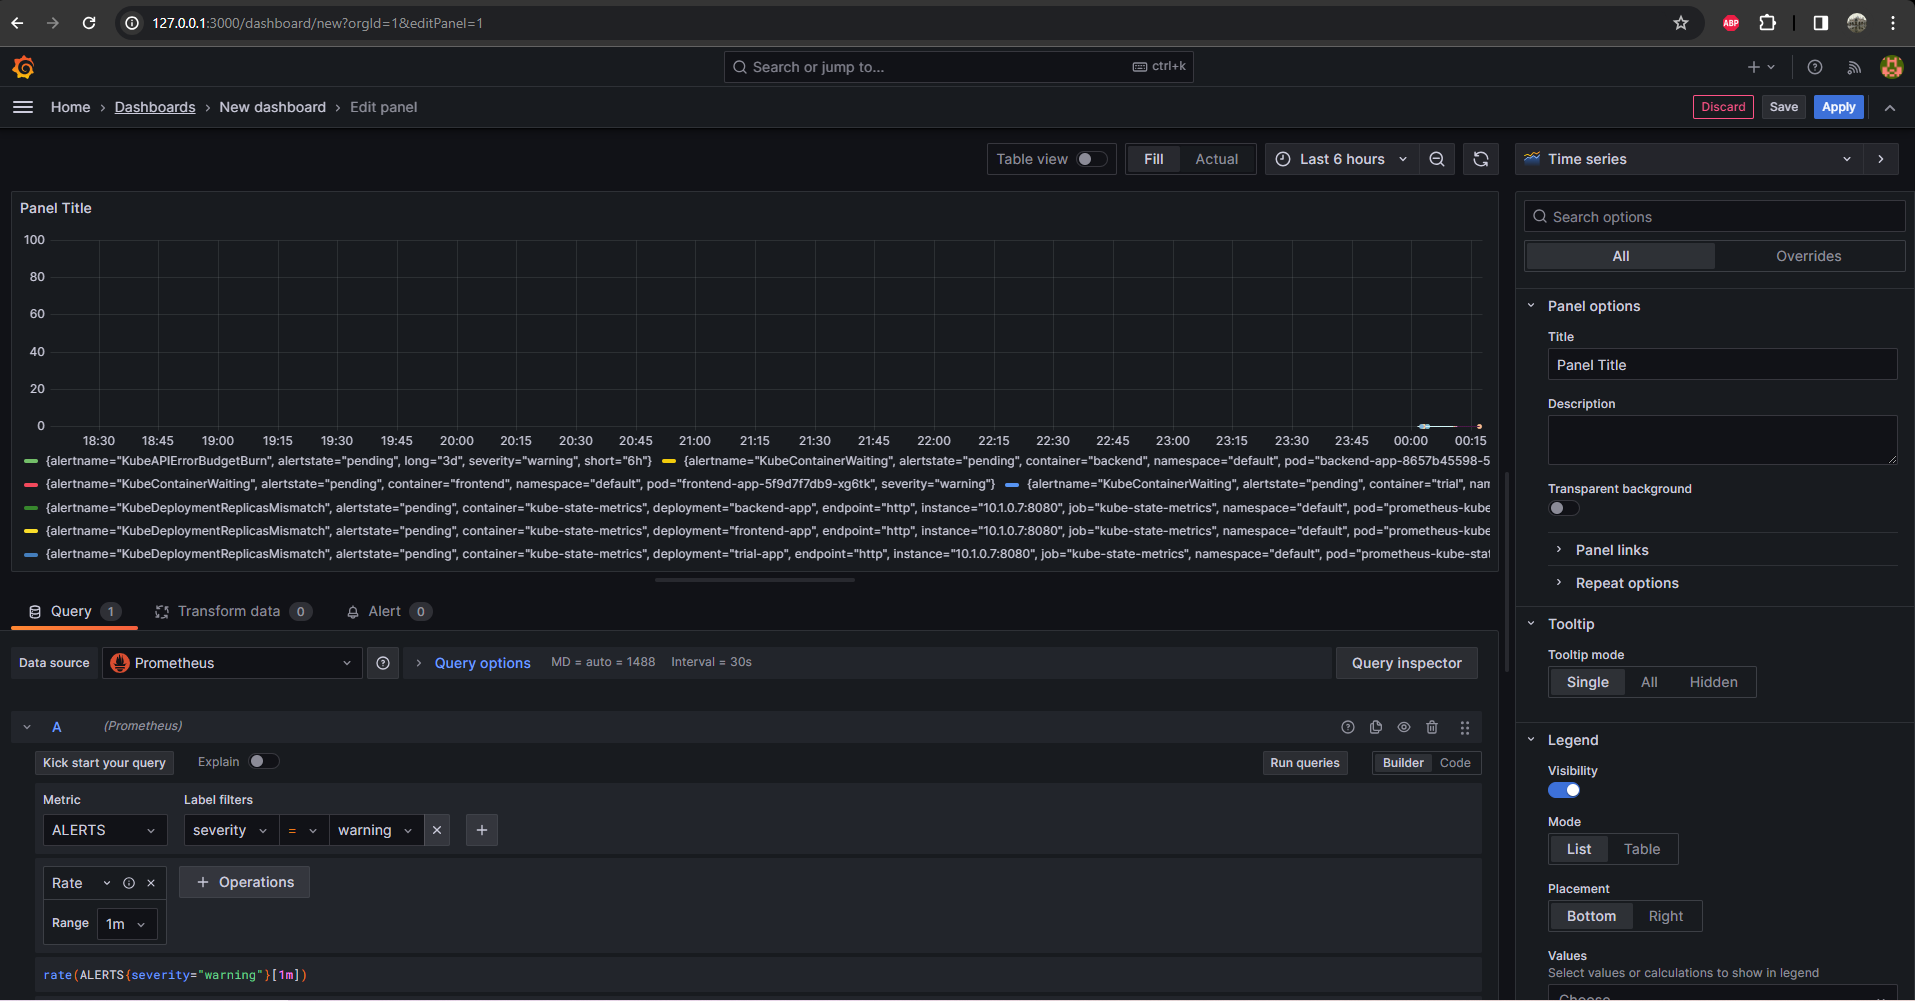 127.0.0.1:3000/dashboard/new?orgId=1&editPanel=1
ABP
Search or jump to... ctrl+k
Home > Dashboards > New dashboard > Edit panel
Discard Save Apply
Table view Fill Actual Last 6 hours Time series
Panel Title
100
80
60
40
20
0
18:30 18:45 19:00 19:15 19:30 19:45 20:00 20:15 20:30 20:45 21:00 21:15 21:30 21:45 22:00 22:15 22:30 22:45 23:00 23:15 23:30 23:45 00:00 00:15
{alertname="KubeAPIErrorBudgetBurn", alertstate="pending", long="3d", severity="warning", short="6h"} {alertname="KubeContainerWaiting", alertstate="pending", container="backend", namespace="default", pod="backend-app-8657b45598-5
{alertname="KubeContainerWaiting", alertstate="pending", container="frontend", namespace="default", pod="frontend-app-5f9d7f7db9-xg6tk", severity="warning"} {alertname="KubeContainerWaiting", alertstate="pending", container="trial", nam
{alertname="KubeDeploymentReplicasMismatch", alertstate="pending", container="kube-state-metrics", deployment="backend-app", endpoint="http", instance="10.1.0.7:8080", job="kube-state-metrics", namespace="default", pod="prometheus-kube
{alertname="KubeDeploymentReplicasMismatch", alertstate="pending", container="kube-state-metrics", deployment="frontend-app", endpoint="http", instance="10.1.0.7:8080", job="kube-state-metrics", namespace="default", pod="prometheus-kube
{alertname="KubeDeploymentReplicasMismatch", alertstate="pending", container="kube-state-metrics", deployment="trial-app", endpoint="http", instance="10.1.0.7:8080", job="kube-state-metrics", namespace="default", pod="prometheus-kube-stat
Query 1 Transform data 0 Alert 0
Data source Prometheus > Query options MD = auto = 1488 Interval = 30s Query inspector
A (Prometheus)
Kick start your query Explain Run queries Builder Code
Metric Label filters
ALERTS severity = warning × +
Rate + Operations
Range 1m
rate(ALERTS{severity="warning"}[1m])
Search options
All Overrides
Panel options
Title
Panel Title
Description
Transparent background
Panel links
Repeat options
Tooltip
Tooltip mode
Single All Hidden
Legend
Visibility
Mode
List Table
Placement
Bottom Right
Values
Select values or calculations to show in legend
Choose